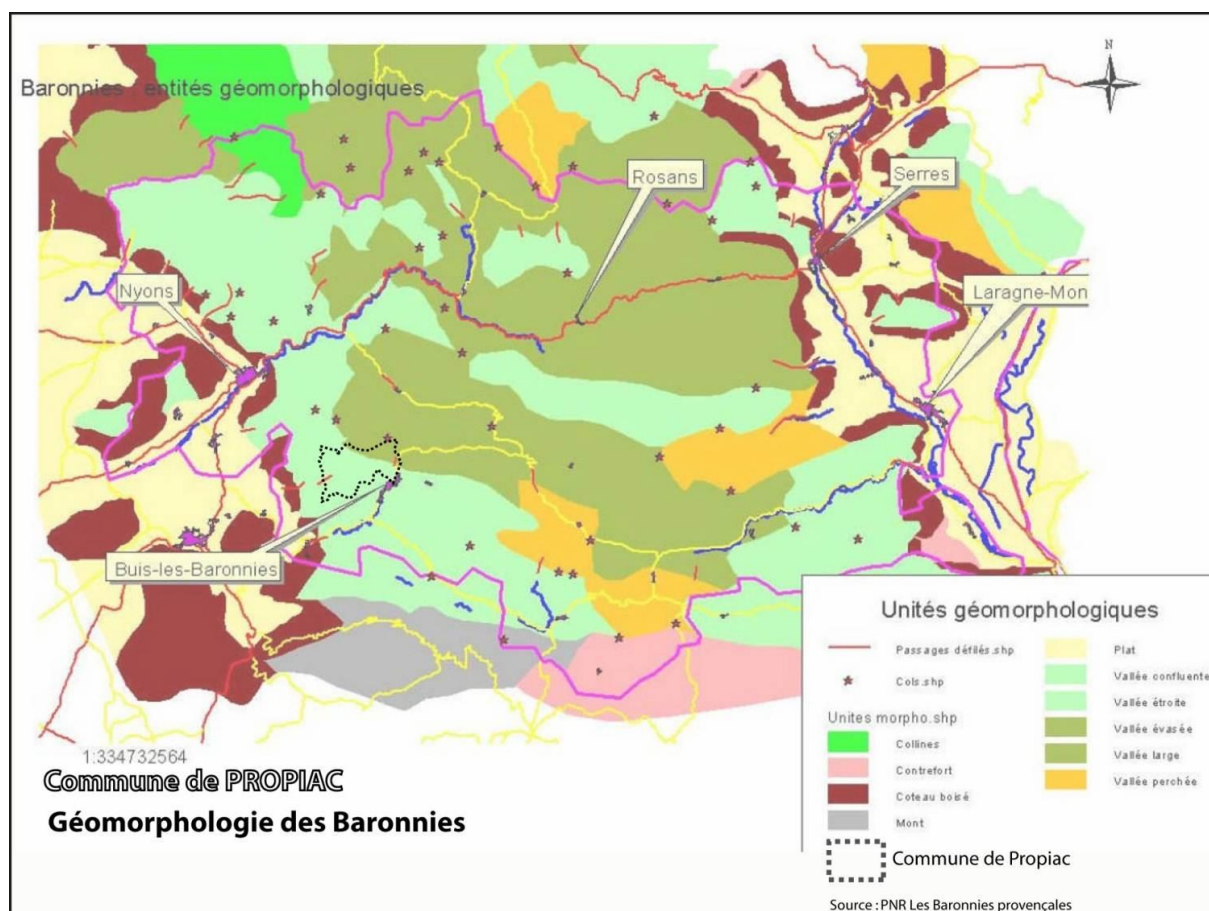 N
Baronnies : entités géomorphologiques
Rosans
Serres
Nyons
Laragne-Mon
Buis-les-Baronnies
Unités géomorphologiques
Passages défilés.shp
Cols.shp
Unites morpho.shp
Collines
Contrefort
Coteau boisé
Mont
Plat
Vallée confluente
Vallée étroite
Vallée évasée
Vallée large
Vallée perchée
Commune de Propiac
Source : PNR Les Baronnies provençales
1:334732564
Commune de PROPIAC
Géomorphologie des Baronnies